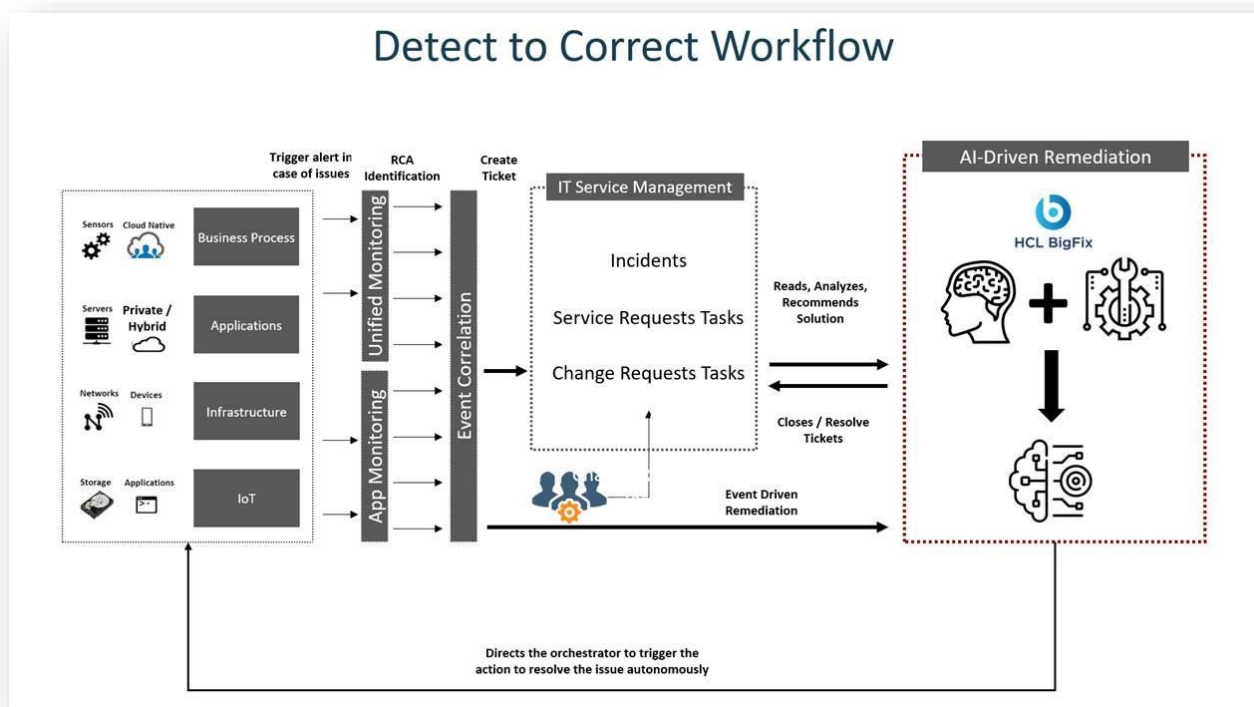 Detect to Correct Workflow
Trigger alert in
case of issues
RCA
Identification
Create
Ticket
Sensors
Cloud Native
Business Process
Servers
Private /
Hybrid
Applications
Networks
Devices
Infrastructure
Storage
Applications
IoT
Unified Monitoring
App Monitoring
Event Correlation
IT Service Management
Incidents
Service Requests Tasks
Change Requests Tasks
Reads, Analyzes,
Recommends
Solution
Closes / Resolve
Tickets
Event Driven
Remediation
AI-Driven Remediation
HCL BigFix
Directs the orchestrator to trigger the
action to resolve the issue autonomously